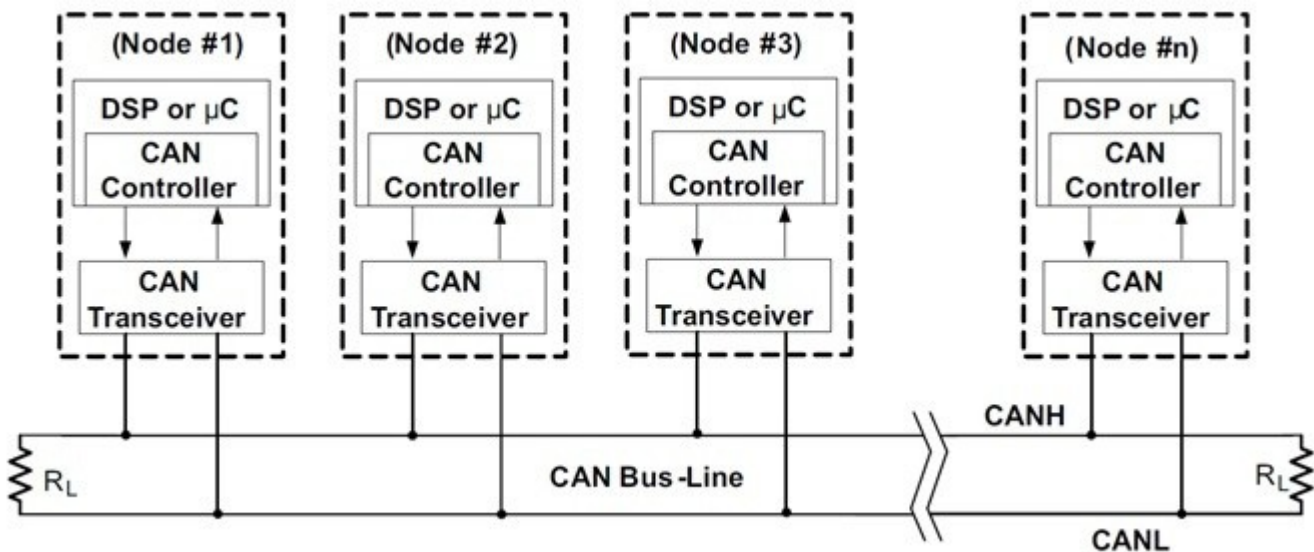 (Node #1)
DSP or µC
CAN
Controller
CAN
Transceiver
(Node #2)
DSP or µC
CAN
Controller
CAN
Transceiver
(Node #3)
DSP or µC
CAN
Controller
CAN
Transceiver
(Node #n)
DSP or µC
CAN
Controller
CAN
Transceiver
CANH
RL
CAN Bus-Line
RL
CANL